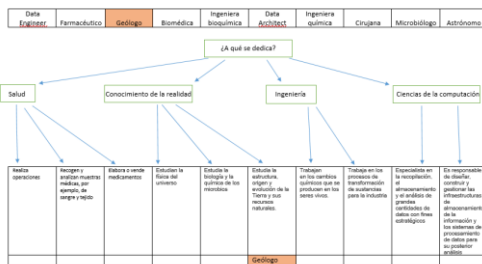 Data
Engineer
Farmacéutico
Geólogo
Biomédica
Ingeniera
bioquímica
Data
Architect
Ingeniera
química
Cirujana
Microbiólogo
Astrónomo
¿A qué se dedica?
Salud
Conocimiento de la realidad
Ingeniería
Ciencias de la computación
Realiza
operaciones
Recogen y
analizan muestras
médicas, por
ejemplo, de
sangre y tejido
Elabora o vende
medicamentos
Estudian la
física del
universo
Estudia la
biología y la
química de los
microbios
Estudia la
estructura,
origen y
evolución de la
Tierra y sus
recursos
naturales.
Trabajan
en los cambios
químicos que se
producen en los
seres vivos.
Trabaja en los
procesos de
transformación
de sustancias
para la industria
Especialista en
la recopilación,
el
almacenamiento
y el análisis de
grandes
cantidades de
datos con fines
estratégicos
Es responsable
de diseñar,
construir y
gestionar las
infraestructuras
de
almacenamiento
de la
información y
los sistemas de
procesamiento
de datos para
su posterior
análisis
Geólogo